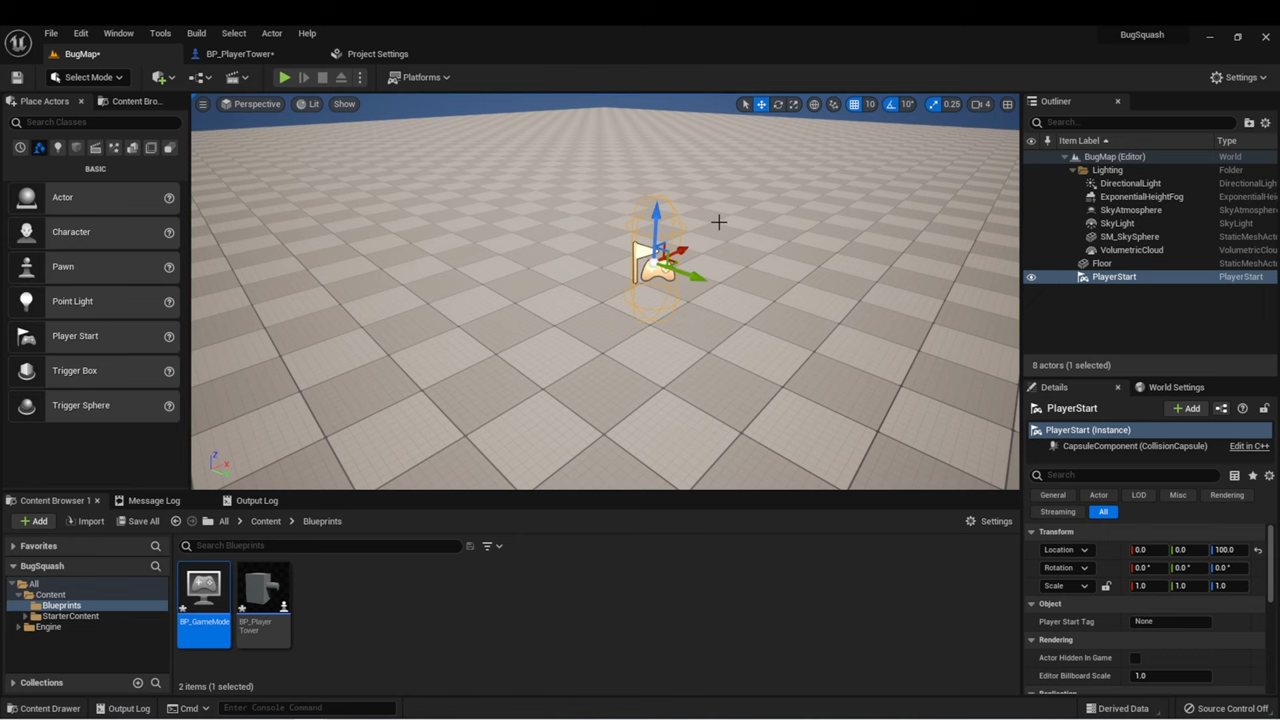 File Edit Window Tools Build Select Actor Help
BugSquash
BugMap*
BP_PlayerTower*
Project Settings
Select Mode
Platforms
Settings
Place Actors
Content Bro...
Perspective
Lit
Show
10
10°
0.25
4
Outliner
Search Classes
Search...
Item Label
Type
BASIC
BugMap (Editor) World
Lighting Folder
DirectionalLight DirectionalLigh
ExponentialHeightFog ExponentialHe
SkyAtmosphere SkyAtmospher
SkyLight SkyLight
SM_SkySphere StaticMeshAct
VolumetricCloud VolumetricClou
Floor StaticMeshAct
PlayerStart PlayerStart
8 actors (1 selected)
Actor
Character
Pawn
Point Light
Player Start
Trigger Box
Trigger Sphere
Z
X
Details
World Settings
PlayerStart
Add
PlayerStart (Instance)
CapsuleComponent (CollisionCapsule) Edit in C++
Search
General Actor LOD Misc Rendering
Streaming All
Transform
Location 0.0 0.0 100.0
Rotation 0.0° 0.0° 0.0°
Scale 1.0 1.0 1.0
Object
Player Start Tag None
Rendering
Actor Hidden In Game
Editor Billboard Scale 1.0
Replication
Content Browser 1
Message Log
Output Log
Add
Import
Save All
All
Content
Blueprints
Settings
Favorites
Search Blueprints
BugSquash
All
Content
Blueprints
StarterContent
Engine
Collections
BP_GameMode
BP_Player
Tower
2 items (1 selected)
Content Drawer
Output Log
Cmd
Enter Console Command
Derived Data
Source Control Off